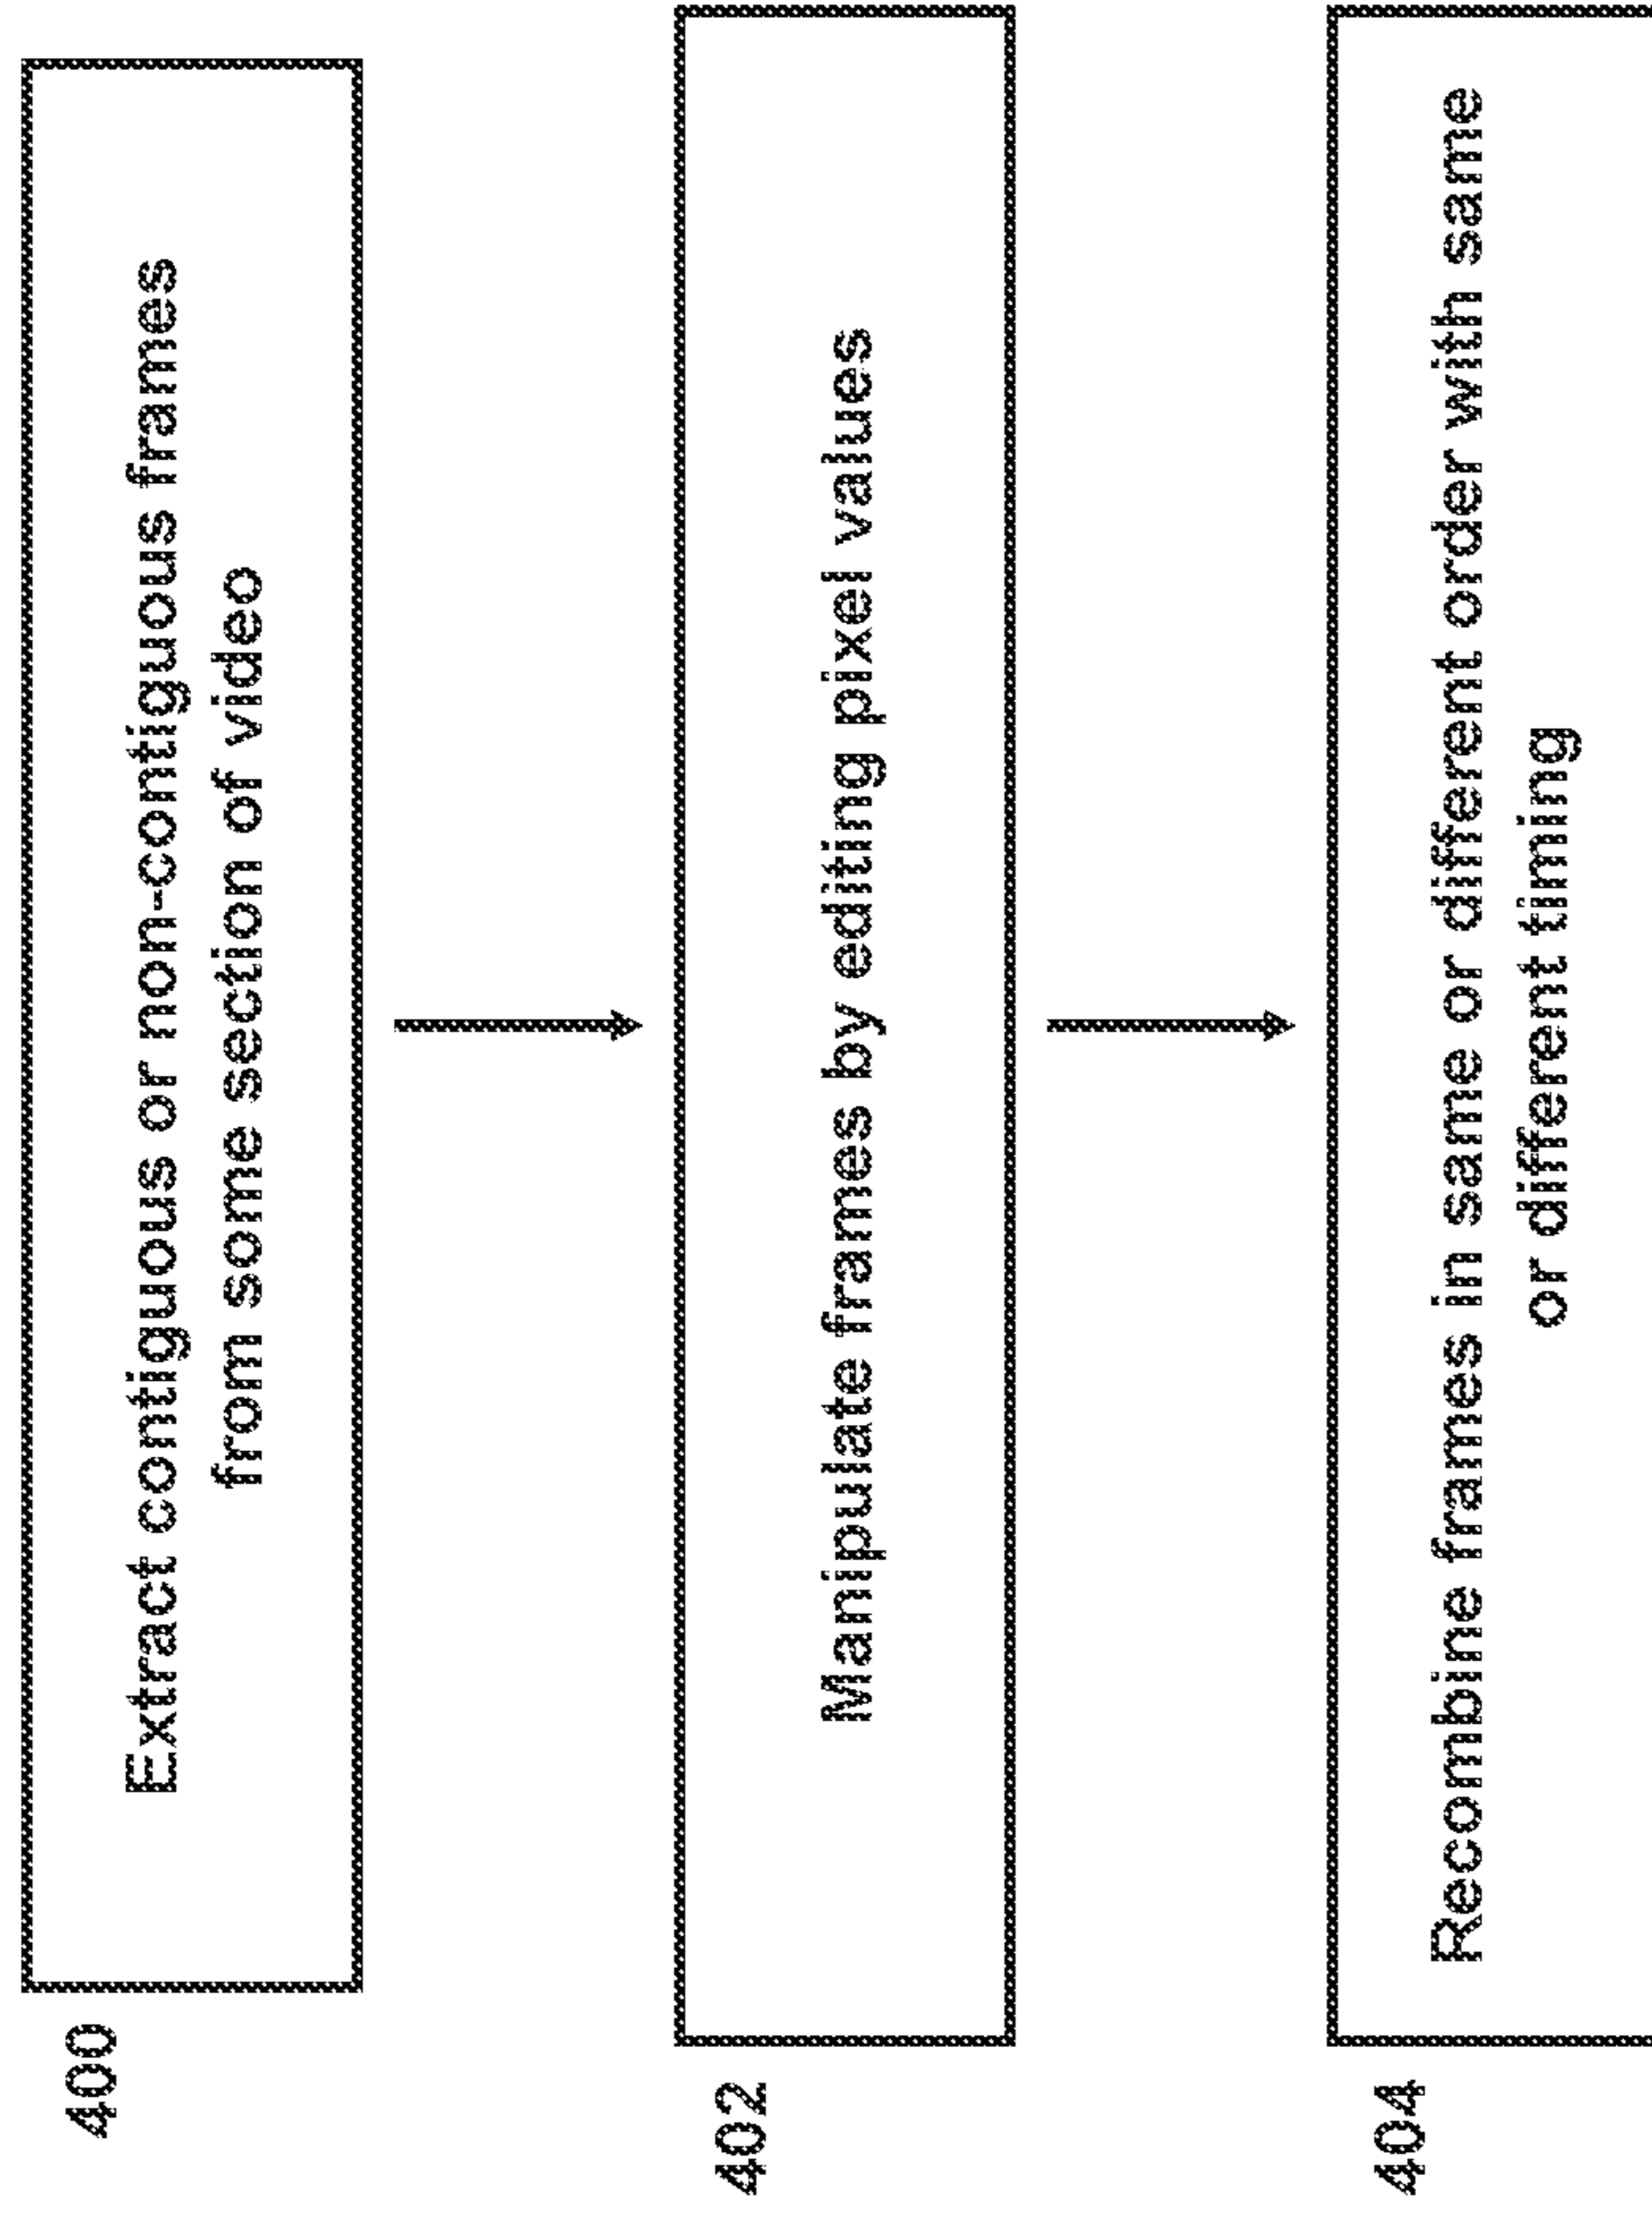 400
Extract contiguous or non-contiguous frames
from some section of video
402
Manipulate frames by editing pixel values
404
Recombine frames in same or different order with same
or different timing